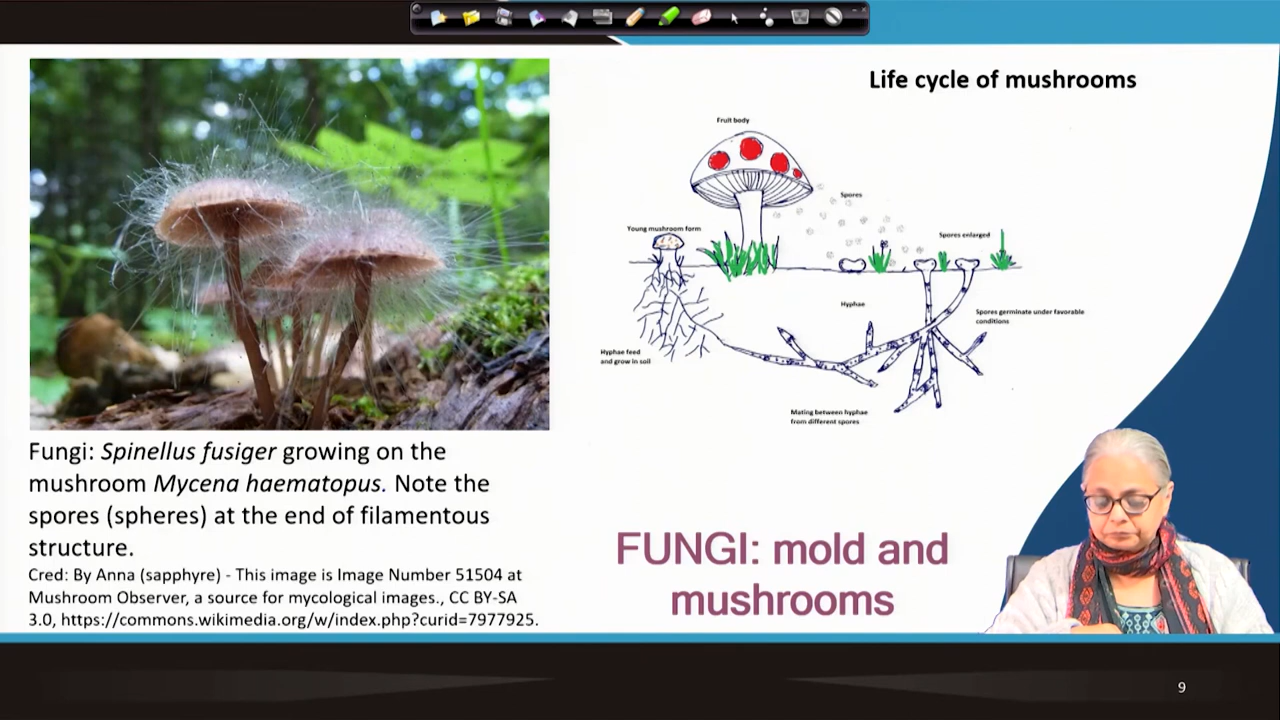 Life cycle of mushrooms
Fruit body
Spores
Young mushroom form
Spores enlarged
Hyphae
Spores germinate under favorable
conditions
Hyphae feed
and grow in soil
Mating between hyphae
from different spores
Fungi: Spinellus fusiger growing on the
mushroom Mycena haematopus. Note the
spores (spheres) at the end of filamentous
structure.
Cred: By Anna (sapphyre) - This image is Image Number 51504 at
Mushroom Observer, a source for mycological images., CC BY-SA
3.0, https://commons.wikimedia.org/w/index.php?curid=7977925.
FUNGI: mold and
mushrooms
9